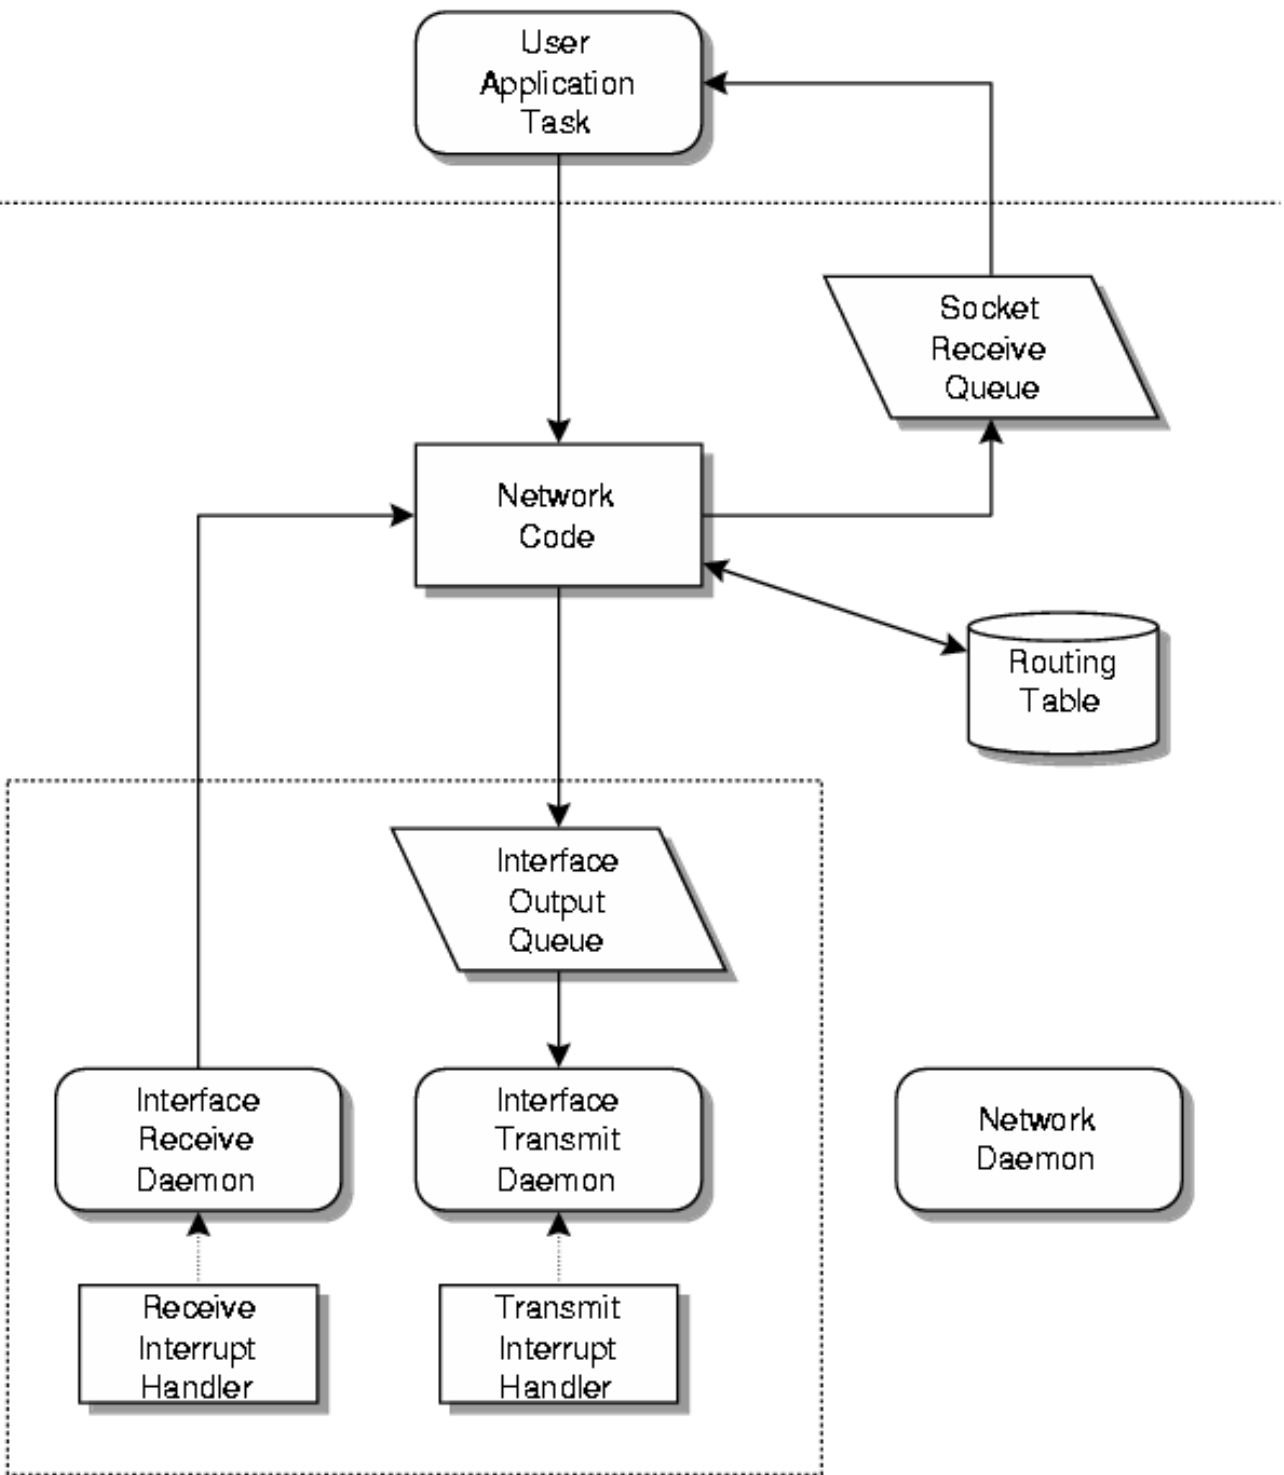 User
Application
Task
Socket
Receive
Queue
Network
Code
Routing
Table
Interface
Output
Queue
Interface
Receive
Daemon
Interface
Transmit
Daemon
Network
Daemon
Receive
Interrupt
Handler
Transmit
Interrupt
Handler